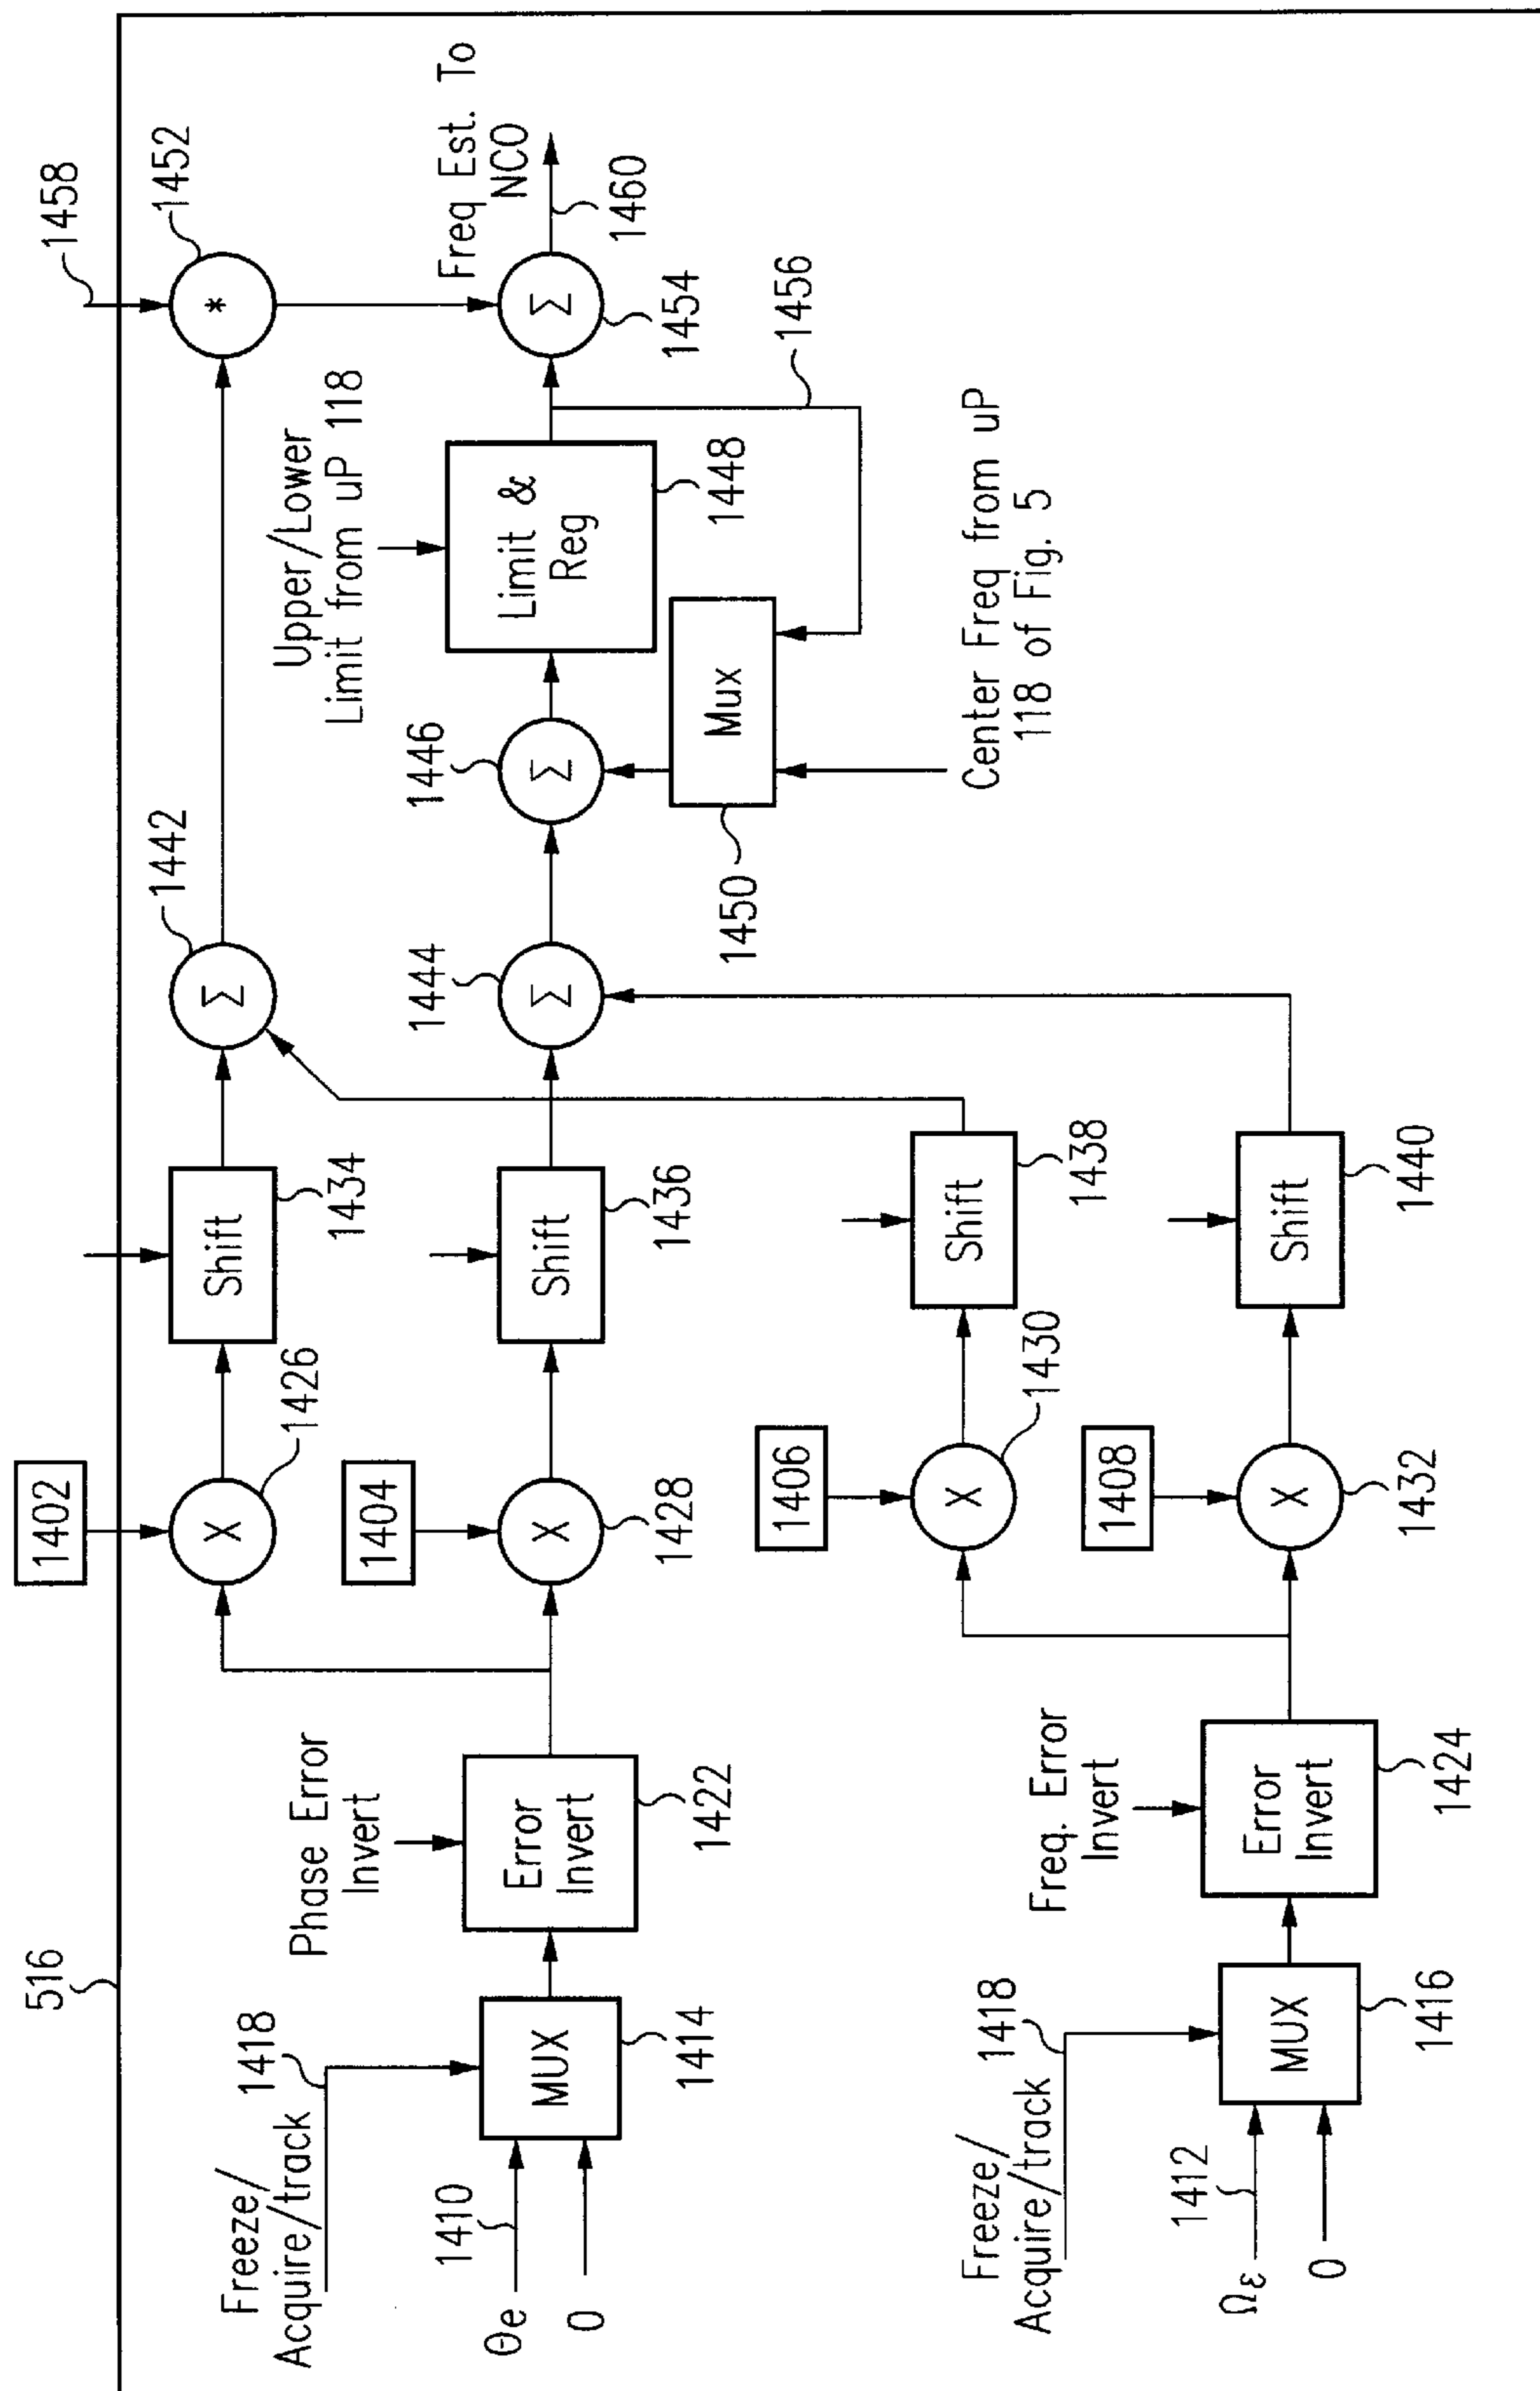 516
1402
1458
1452
1442
1426
Shift
1434
X
Σ
*
Freq Est. To
NCO
1460
Upper/Lower
Limit from uP 118
Freeze/
Acquire/track
1418
Phase Error
Invert
1404
1444
1446
Θe
1410
0
MUX
1414
Error
Invert
1422
X
1428
Shift
1436
Σ
Σ
Limit &
Reg
1448
Σ
1454
1450
Mux
1456
Center Freq from uP
118 of Fig. 5
Freeze/
Acquire/track
1418
Freq. Error
Invert
1406
X
1430
Shift
1438
1408
Ωε
1412
0
MUX
1416
Error
Invert
1424
X
1432
Shift
1440